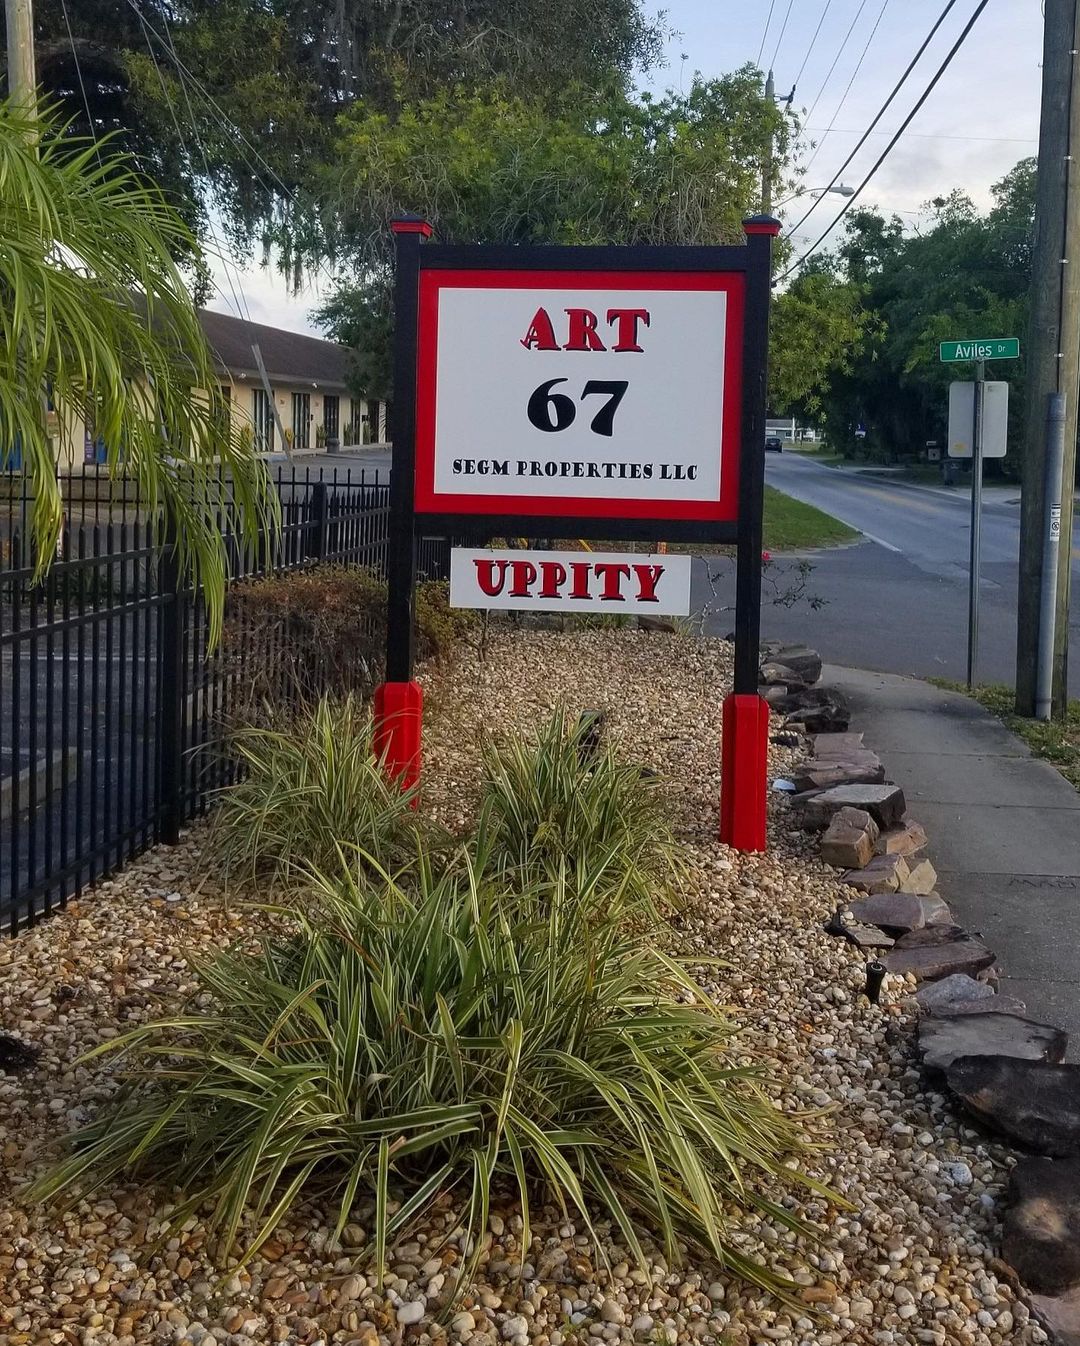 ART
67
SEGM PROPERTIES LLC
UPPITY
Aviles Dr